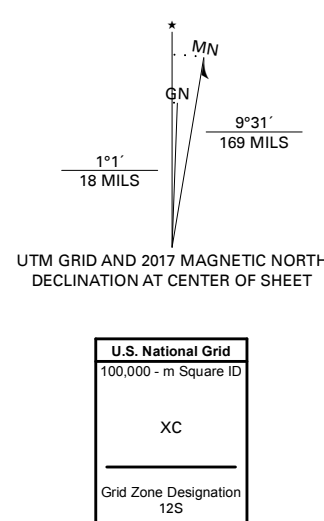 MN
GN
9°31´
169 MILS
1°1´
18 MILS
UTM GRID AND 2017 MAGNETIC NORTH
DECLINATION AT CENTER OF SHEET
U.S. National Grid
100,000 - m Square ID
XC
Grid Zone Designation
12S